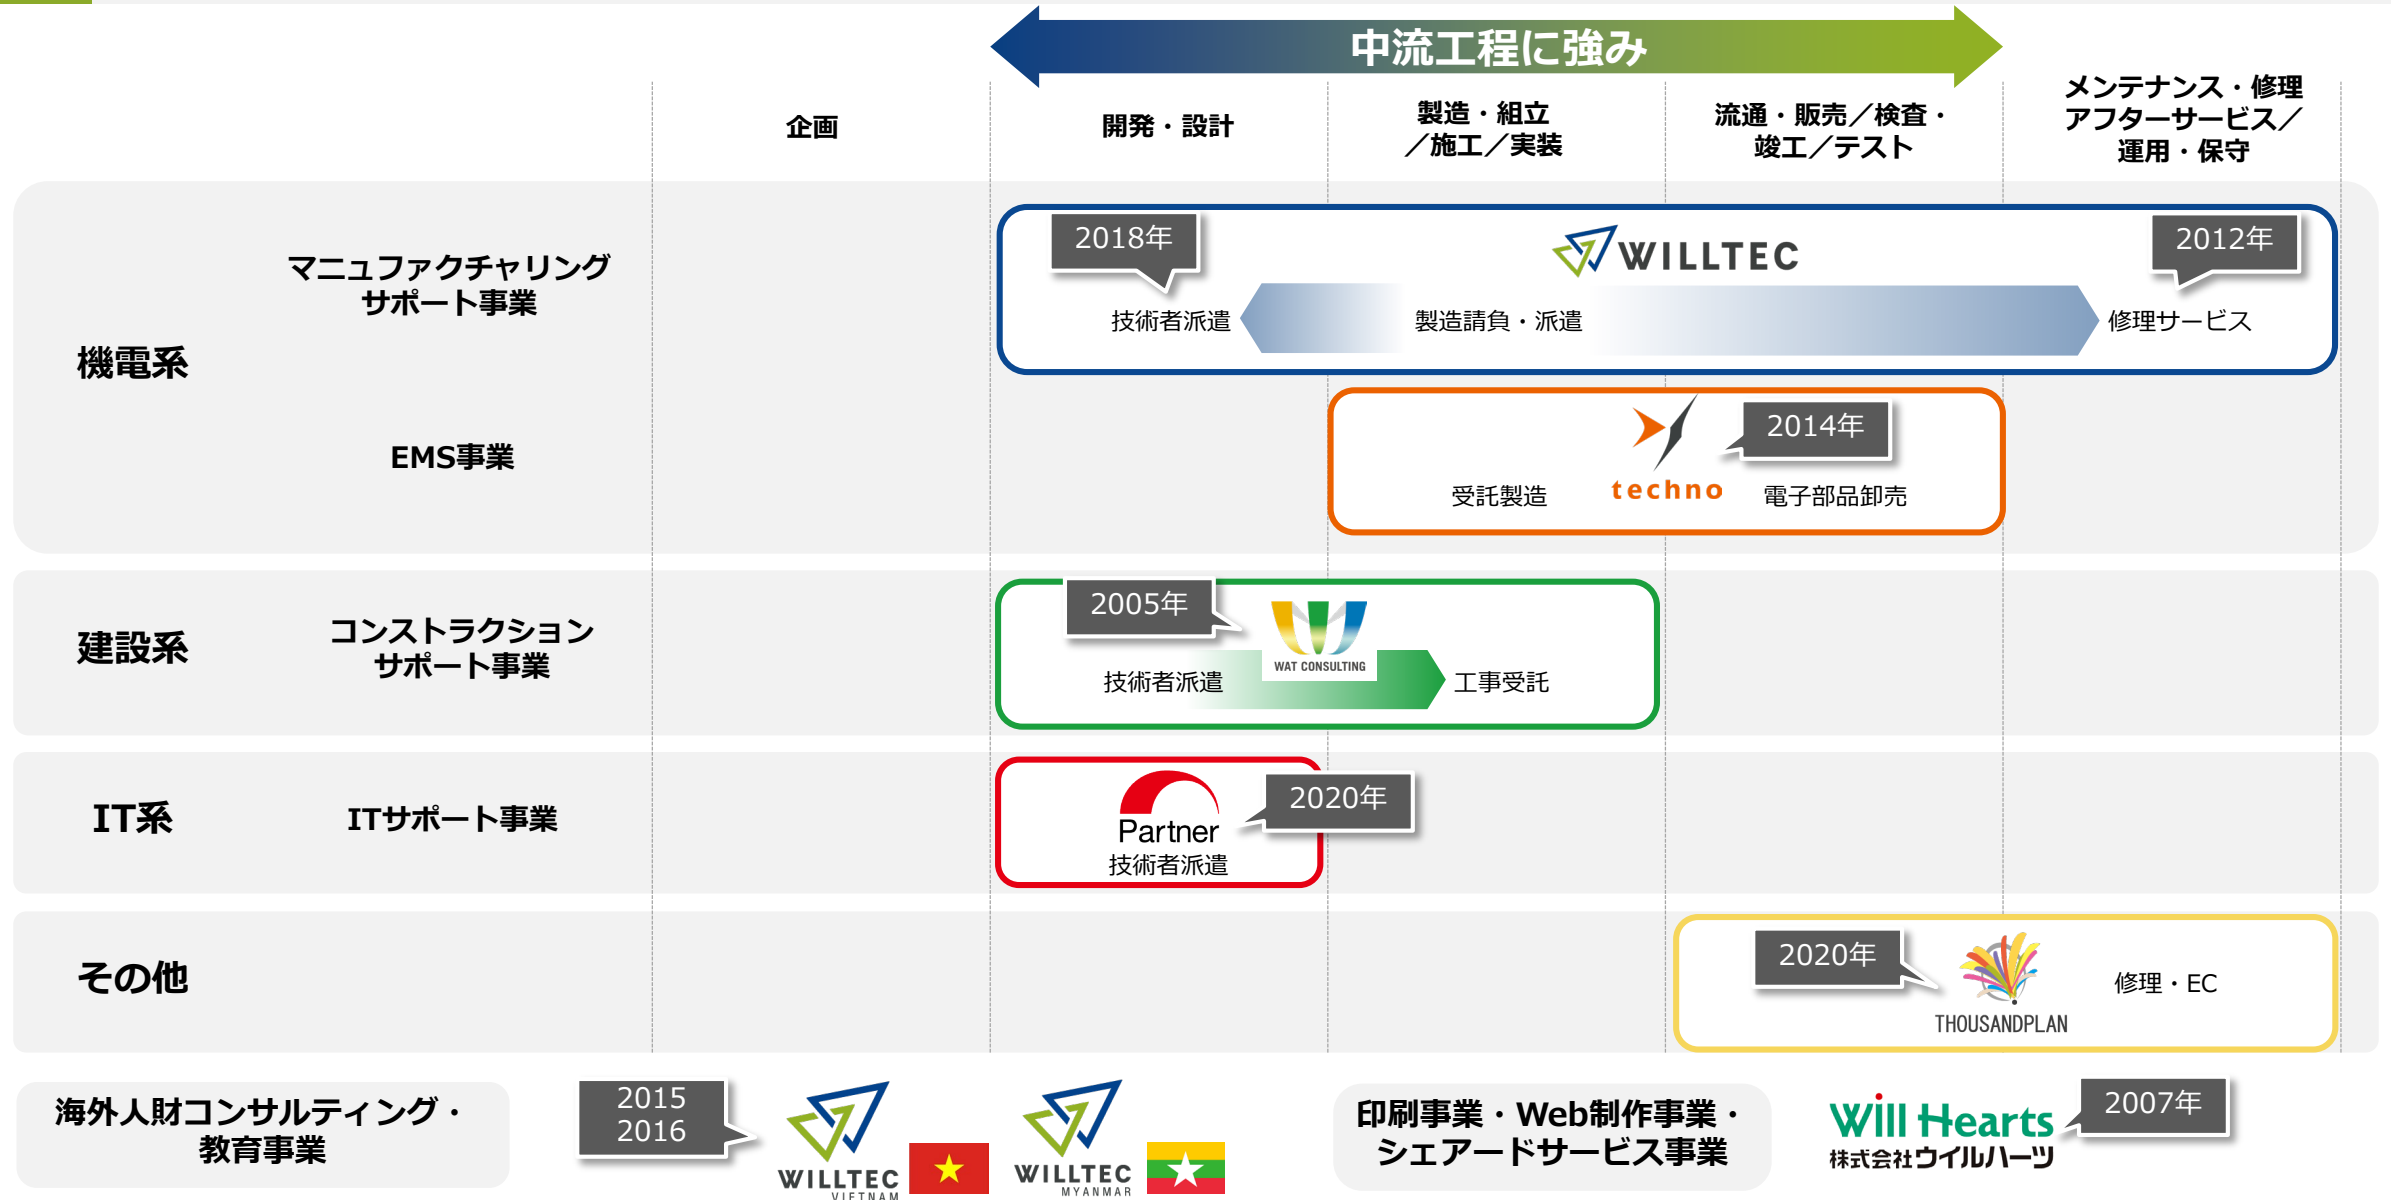 中流工程に強み
企画
開発・設計
製造・組立
／施工／実装
流通・販売／検査・
竣工／テスト
メンテナンス・修理
アフターサービス／
運用・保守
機電系
マニュファクチャリング
サポート事業
2018年
WILLTEC
2012年
技術者派遣
製造請負・派遣
修理サービス
EMS事業
2014年
受託製造
techno
電子部品卸売
建設系
コンストラクション
サポート事業
2005年
WAT CONSULTING
技術者派遣
工事受託
IT系
ITサポート事業
Partner
2020年
技術者派遣
その他
2020年
THOUSANDPLAN
修理・EC
海外人財コンサルティング・
教育事業
2015
2016
WILLTEC
VIETNAM
WILLTEC
MYANMAR
印刷事業・Web制作事業・
シェアードサービス事業
Will Hearts
株式会社ウイルハーツ
2007年